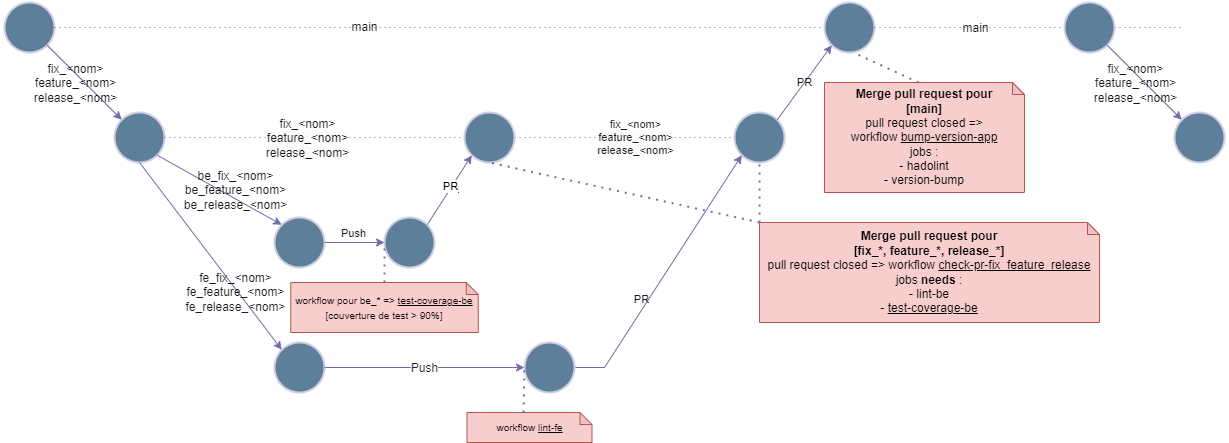 main
main
fix_<nom>
feature_<nom>
release_<nom>
PR
fix_<nom>
feature_<nom>
release_<nom>
Merge pull request pour
[main]
pull request closed =>
workflow bump-version-app
jobs :
- hadolint
- version-bump
fix_<nom>
feature_<nom>
release_<nom>
fix_<nom>
feature_<nom>
release_<nom>
be_fix_<nom>
be_feature_<nom>
be_release_<nom>
PR
Push
Merge pull request pour
[fix_*, feature_*, release_*]
pull request closed => workflow check-pr-fix_feature_release
jobs needs :
- lint-be
- test-coverage-be
fe_fix_<nom>
fe_feature_<nom>
fe_release_<nom>
workflow pour be_* => test-coverage-be
[couverture de test > 90%]
PR
Push
workflow lint-fe